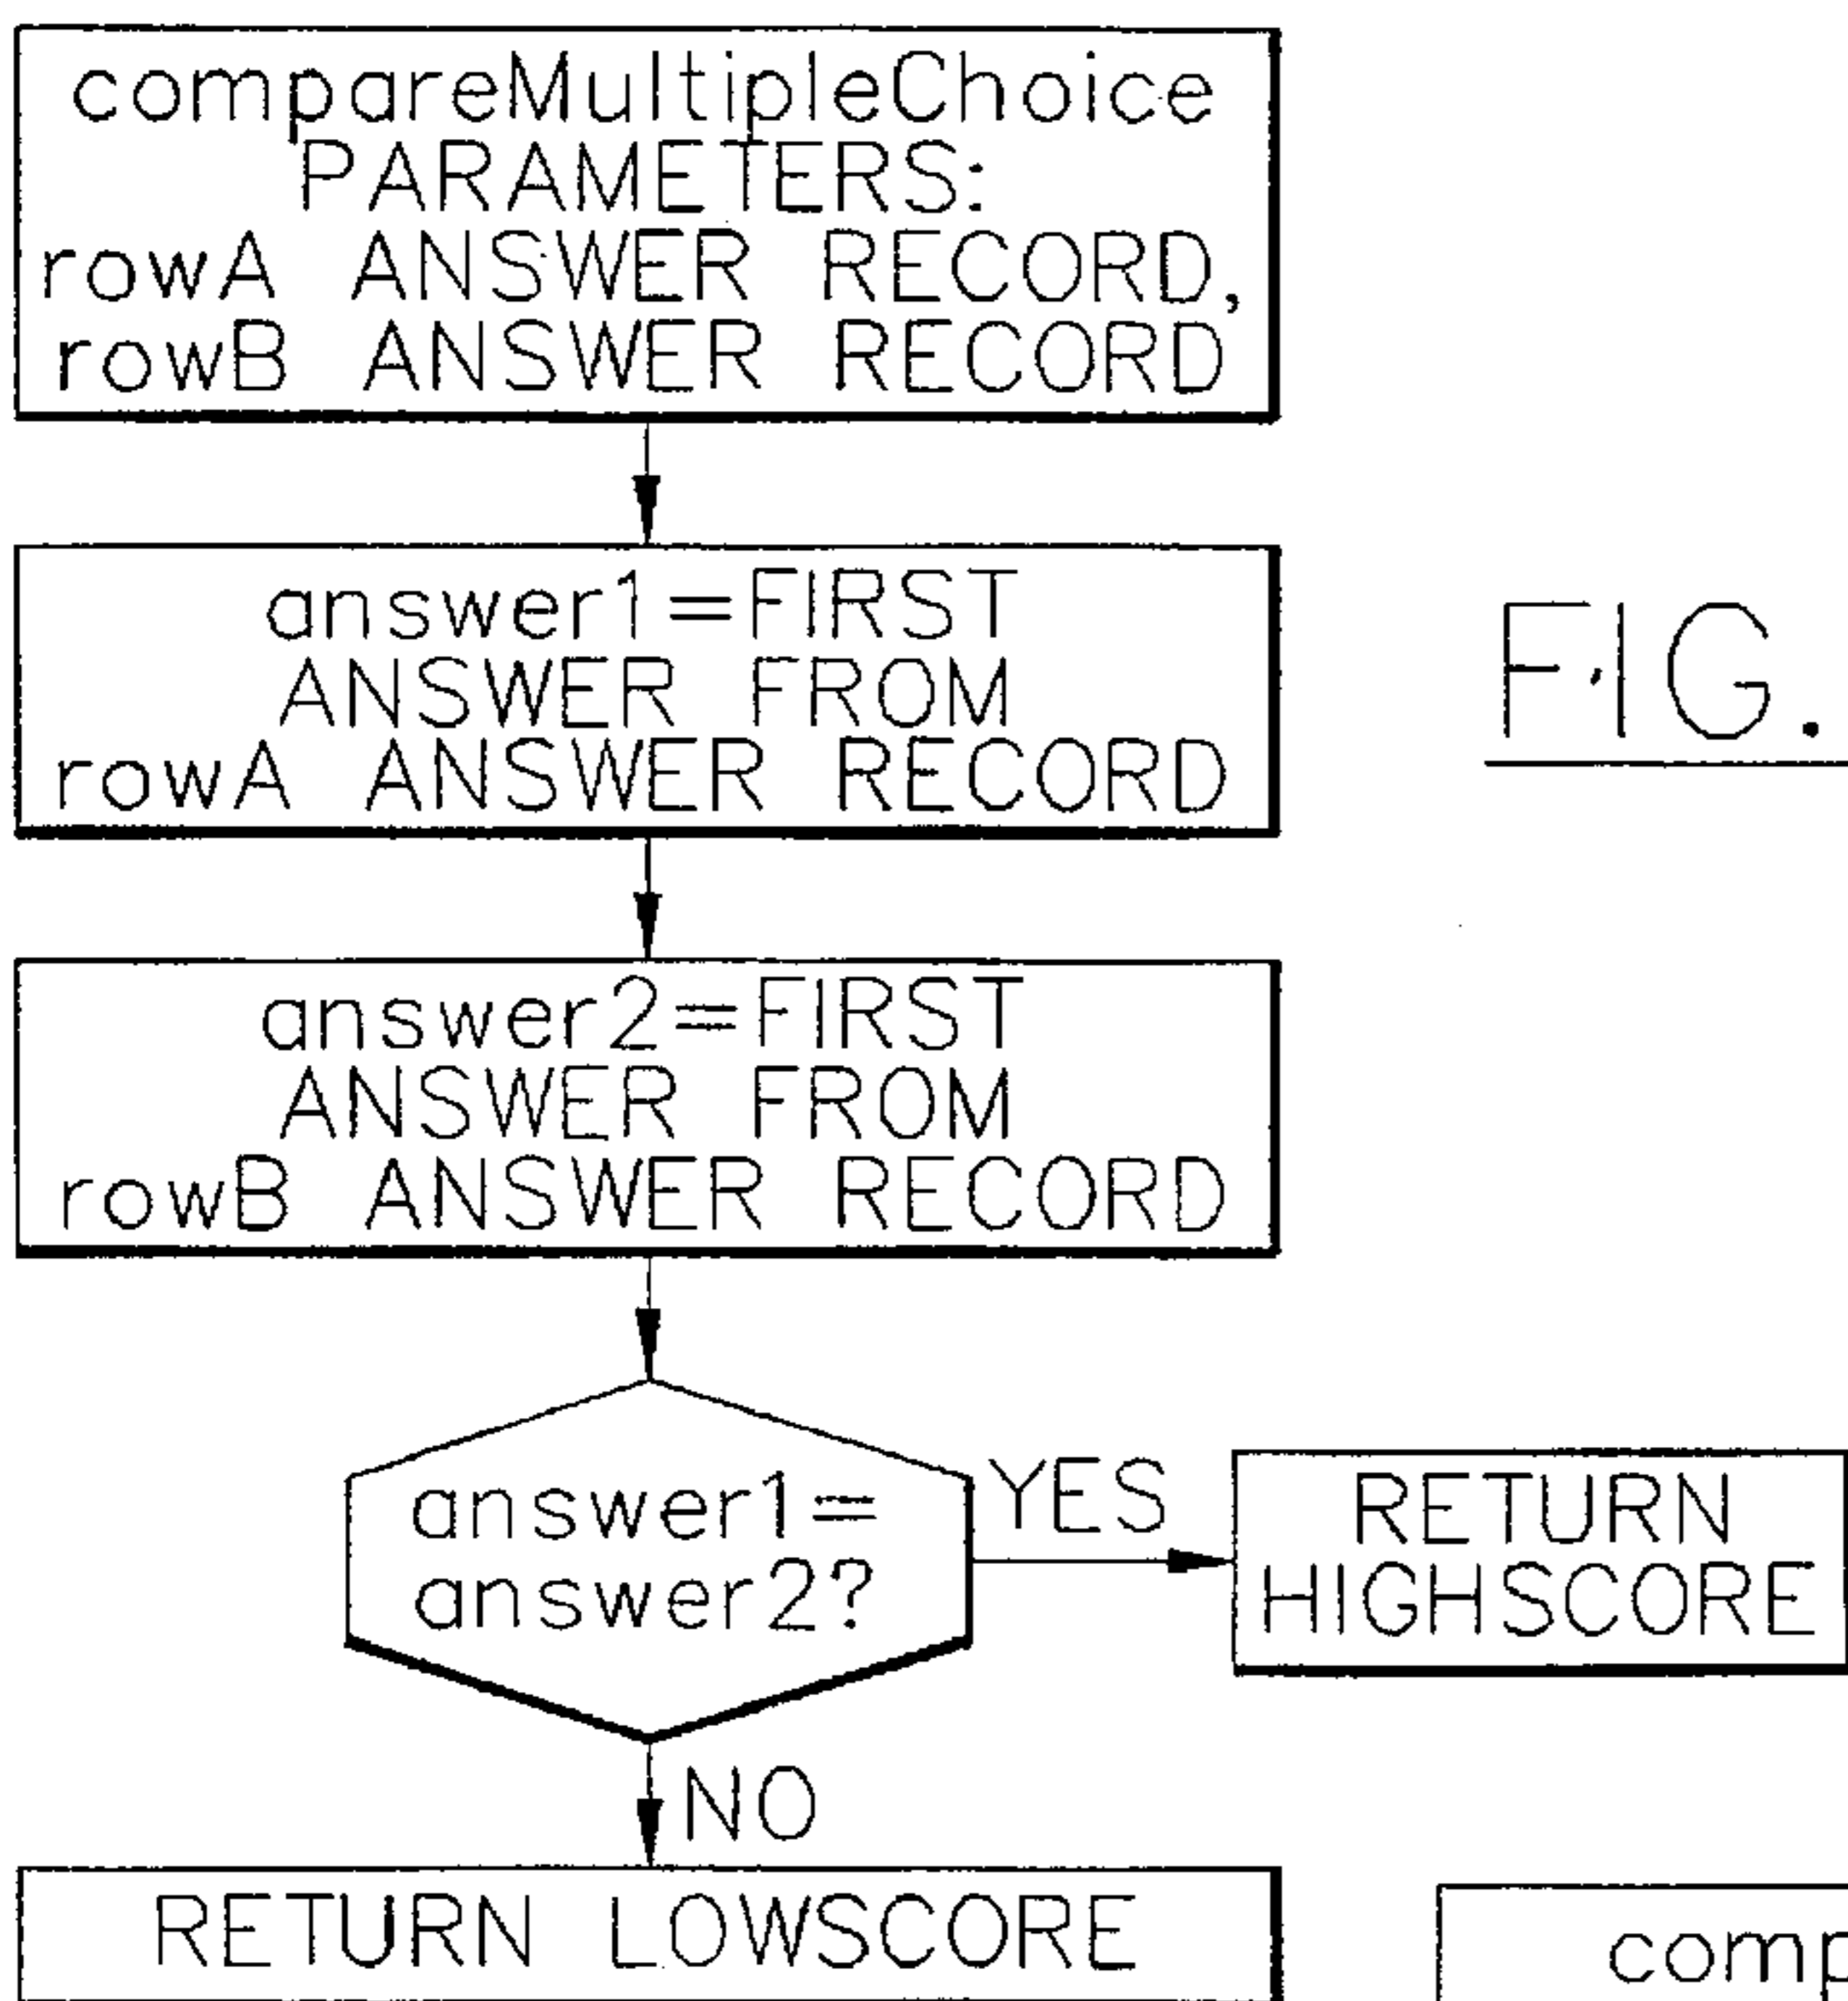 compareMultipleChoice
PARAMETERS:
rowA ANSWER RECORD,
rowB ANSWER RECORD
answer1=FIRST
ANSWER FROM
rowA ANSWER RECORD
FIG.
answer2=FIRST
ANSWER FROM
rowB ANSWER RECORD
answer1=
answer2?
YES
RETURN
HIGHSCORE
NO
RETURN LOWSCORE
comp